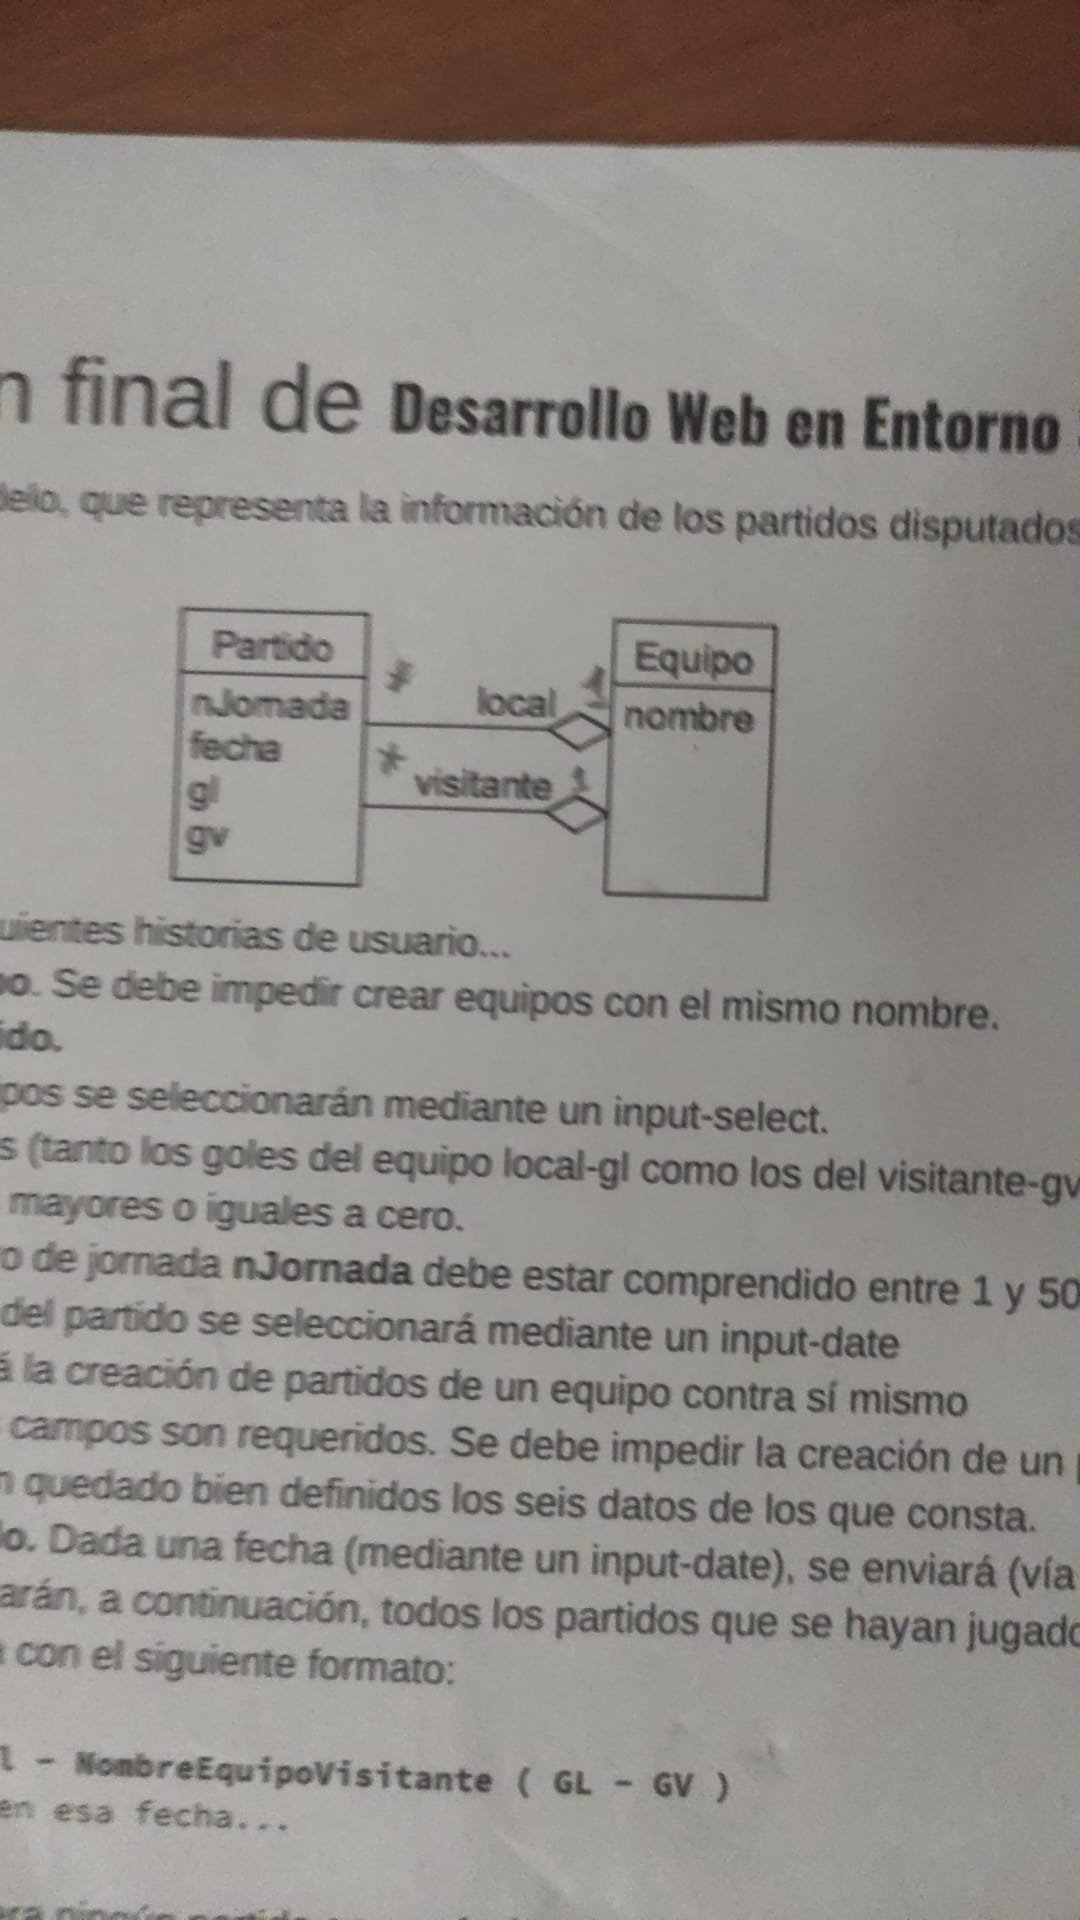 final de Desarrollo Web en Entorno
que representa la información de los partidos disputados
Partido
nJornada
fecha
gl
gv
* local 1
* visitante 1
Equipo
nombre
uientes historias de usuario...
po. Se debe impedir crear equipos con el mismo nombre.
ido.
pos se seleccionarán mediante un input-select.
s (tanto los goles del equipo local-gl como los del visitante-gv
mayores o iguales a cero.
o de jornada nJornada debe estar comprendido entre 1 y 50
del partido se seleccionará mediante un input-date
á la creación de partidos de un equipo contra sí mismo
campos son requeridos. Se debe impedir la creación de un
n quedado bien definidos los seis datos de los que consta.
do. Dada una fecha (mediante un input-date), se enviará (vía
arán, a continuación, todos los partidos que se hayan jugado
con el siguiente formato:
l - NombreEquipoVisitante ( GL - GV )
en esa fecha...